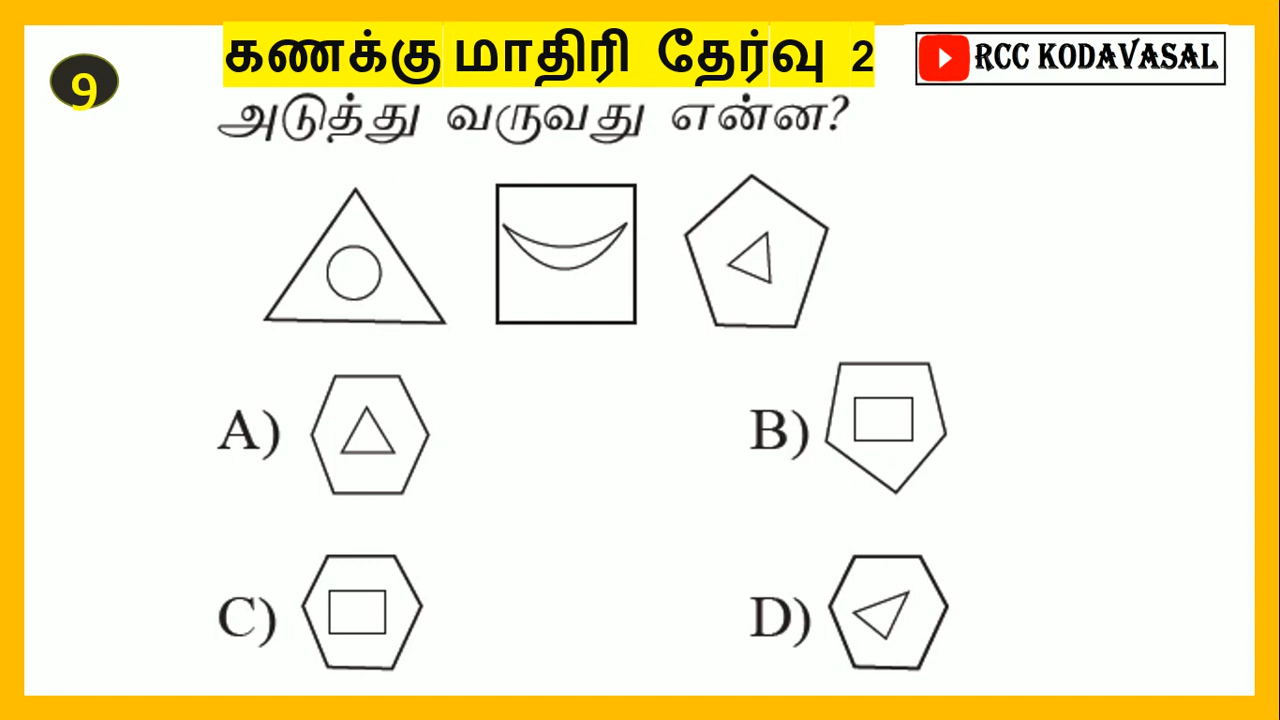 கணக்கு மாதிரி தேர்வு 2
RCC KODAVASAL
9
அடுத்து வருவது என்ன?
A)
B)
C)
D)